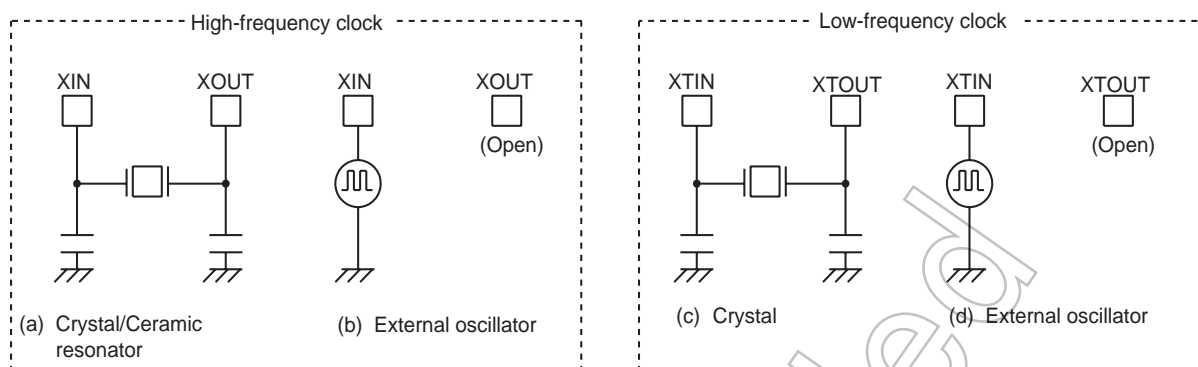 High-frequency clock
XIN XOUT XIN XOUT
(Open)
(a) Crystal/Ceramic
resonator
(b) External oscillator
Low-frequency clock
XTIN XTOUT XTIN XTOUT
(Open)
(c) Crystal
(d) External oscillator